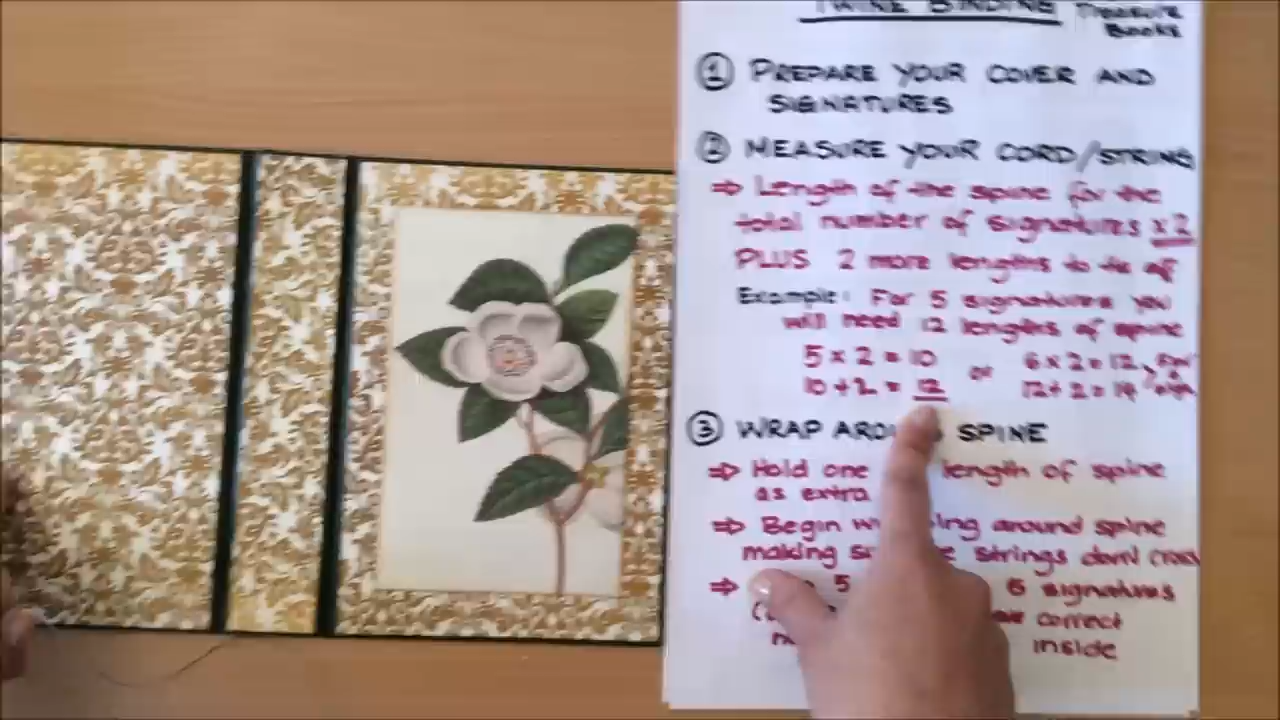 TWINE BINDING Treasure
Books
① PREPARE YOUR COVER AND
SIGNATURES
② MEASURE YOUR CORD/STRING
⇒ Length of the spine for the
total number of signatures x2
PLUS 2 more lengths to tie off
Example: For 5 signatures you
will need 12 lengths of spine
5 x 2 = 10 or 6 x 2 = 12
10 + 2 = 12 12 + 2 = 14
③ WRAP SPINE
⇒ Hold one length of spine
as extra
⇒ Begin around spine
making strings don't cross
⇒ 5 6 signatures
correct
inside